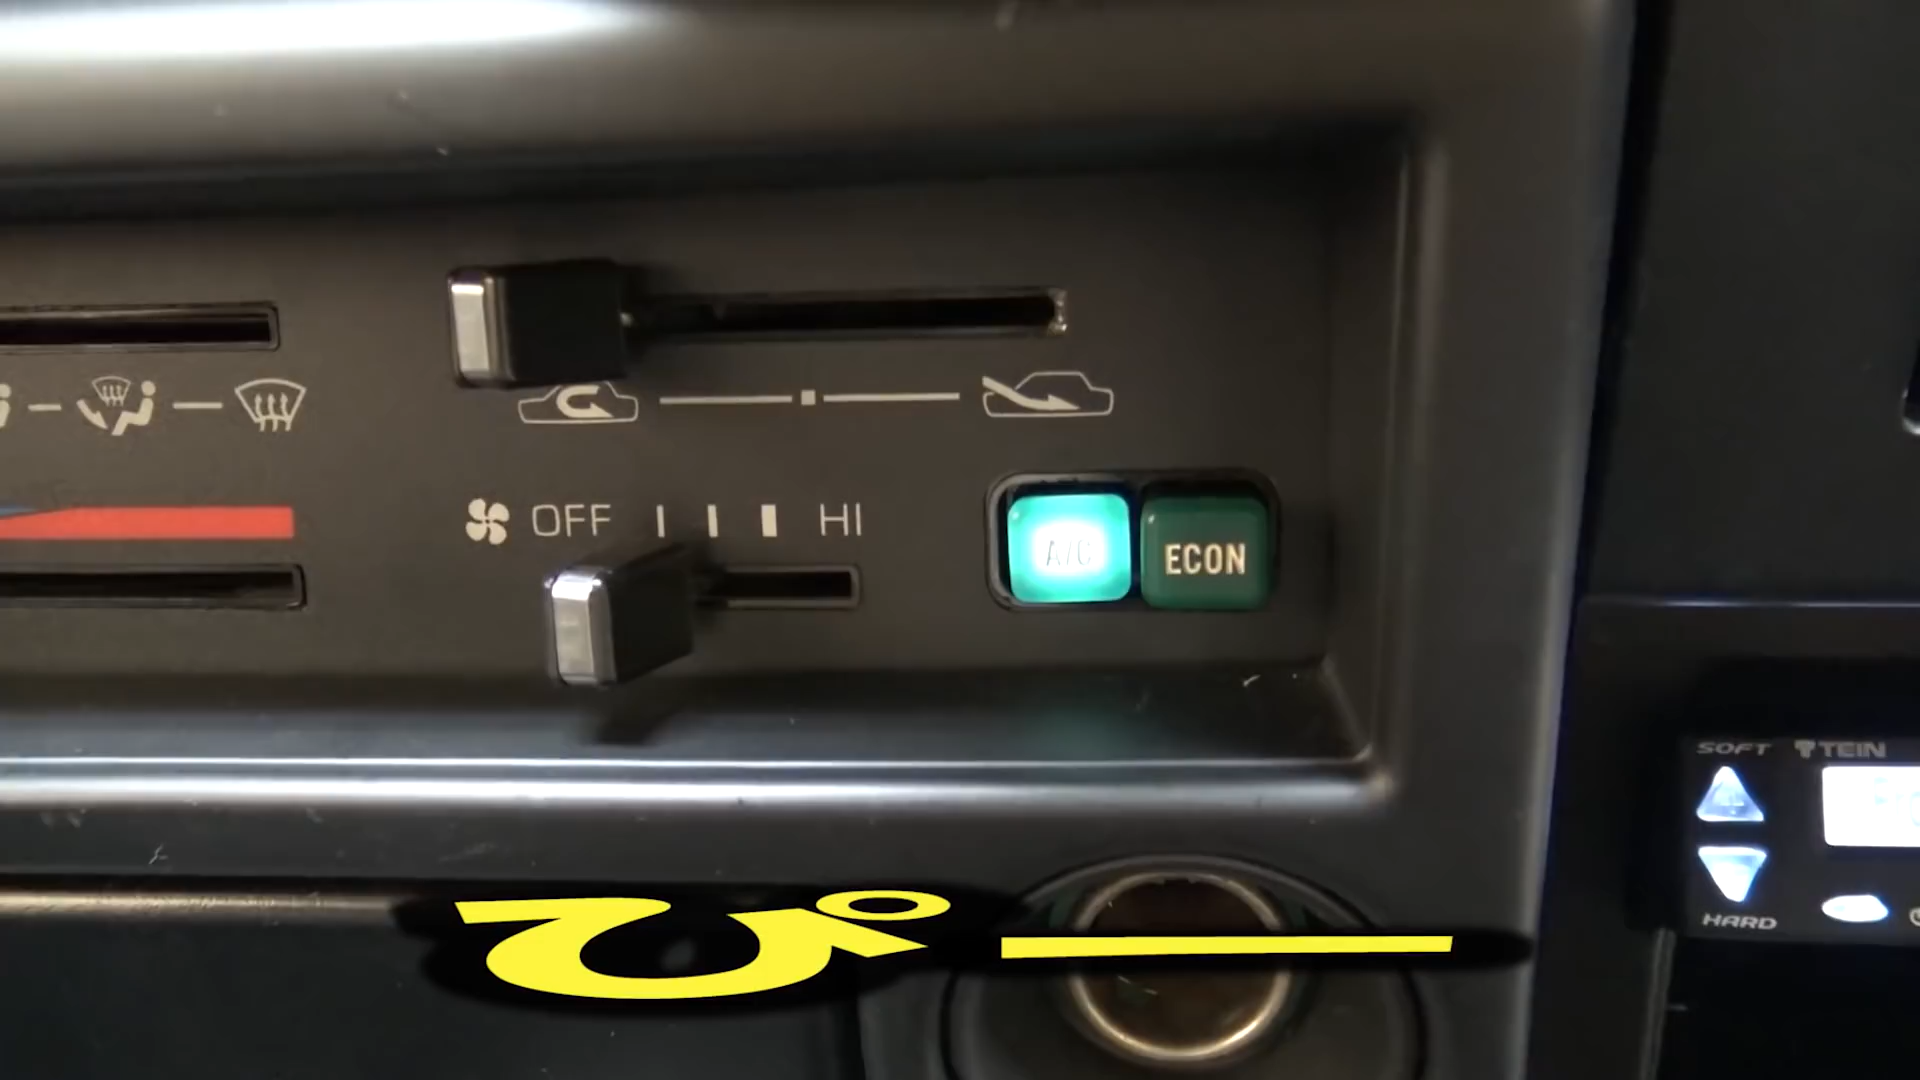 OFF HI
A/C ECON
SOFT TEIN
HARD
ぴー